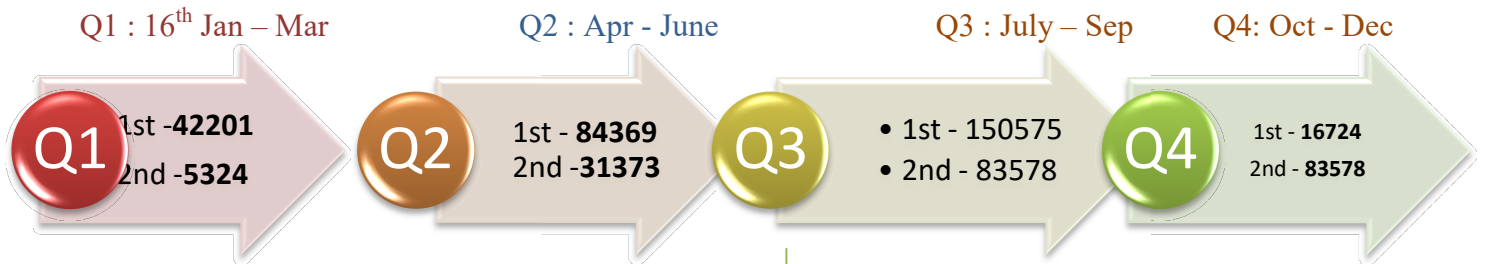 Q1 : 16th Jan – Mar
Q2 : Apr - June
Q3 : July – Sep
Q4: Oct - Dec
Q1
1st -42201
2nd -5324
Q2
1st - 84369
2nd -31373
Q3
• 1st - 150575
• 2nd - 83578
Q4
1st - 16724
2nd - 83578